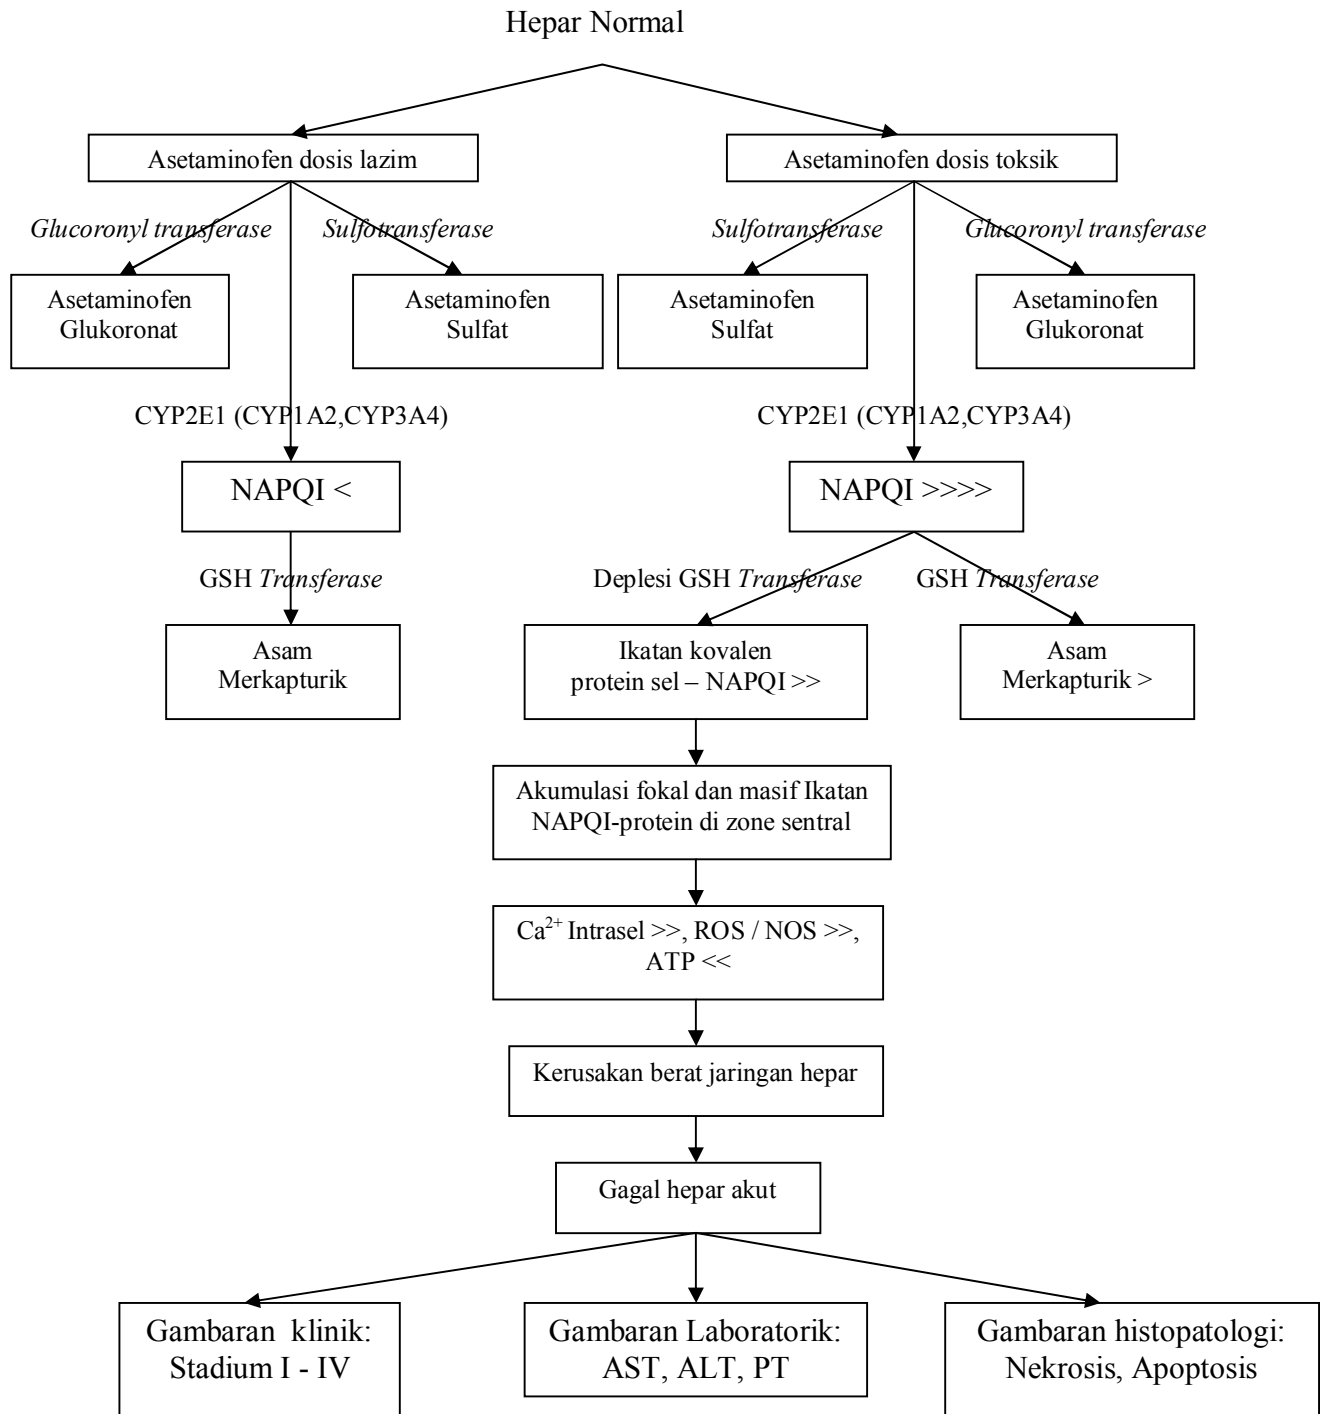 Hepar Normal
Asetaminofen dosis lazim
Asetaminofen dosis toksik
Glucoronyl transferase
Sulfotransferase
Sulfotransferase
Glucoronyl transferase
Asetaminofen
Glukoronat
Asetaminofen
Sulfat
Asetaminofen
Sulfat
Asetaminofen
Glukoronat
CYP2E1 (CYP1A2,CYP3A4)
CYP2E1 (CYP1A2,CYP3A4)
NAPQI <
NAPQI >>>>
GSH Transferase
Deplesi GSH Transferase
GSH Transferase
Asam
Merkapturik
Ikatan kovalen
protein sel – NAPQI >>
Asam
Merkapturik >
Akumulasi fokal dan masif Ikatan
NAPQI-protein di zone sentral
Ca²⁺ Intrasel >>, ROS / NOS >>,
ATP <<
Kerusakan berat jaringan hepar
Gagal hepar akut
Gambaran klinik:
Stadium I - IV
Gambaran Laboratorik:
AST, ALT, PT
Gambaran histopatologi:
Nekrosis, Apoptosis